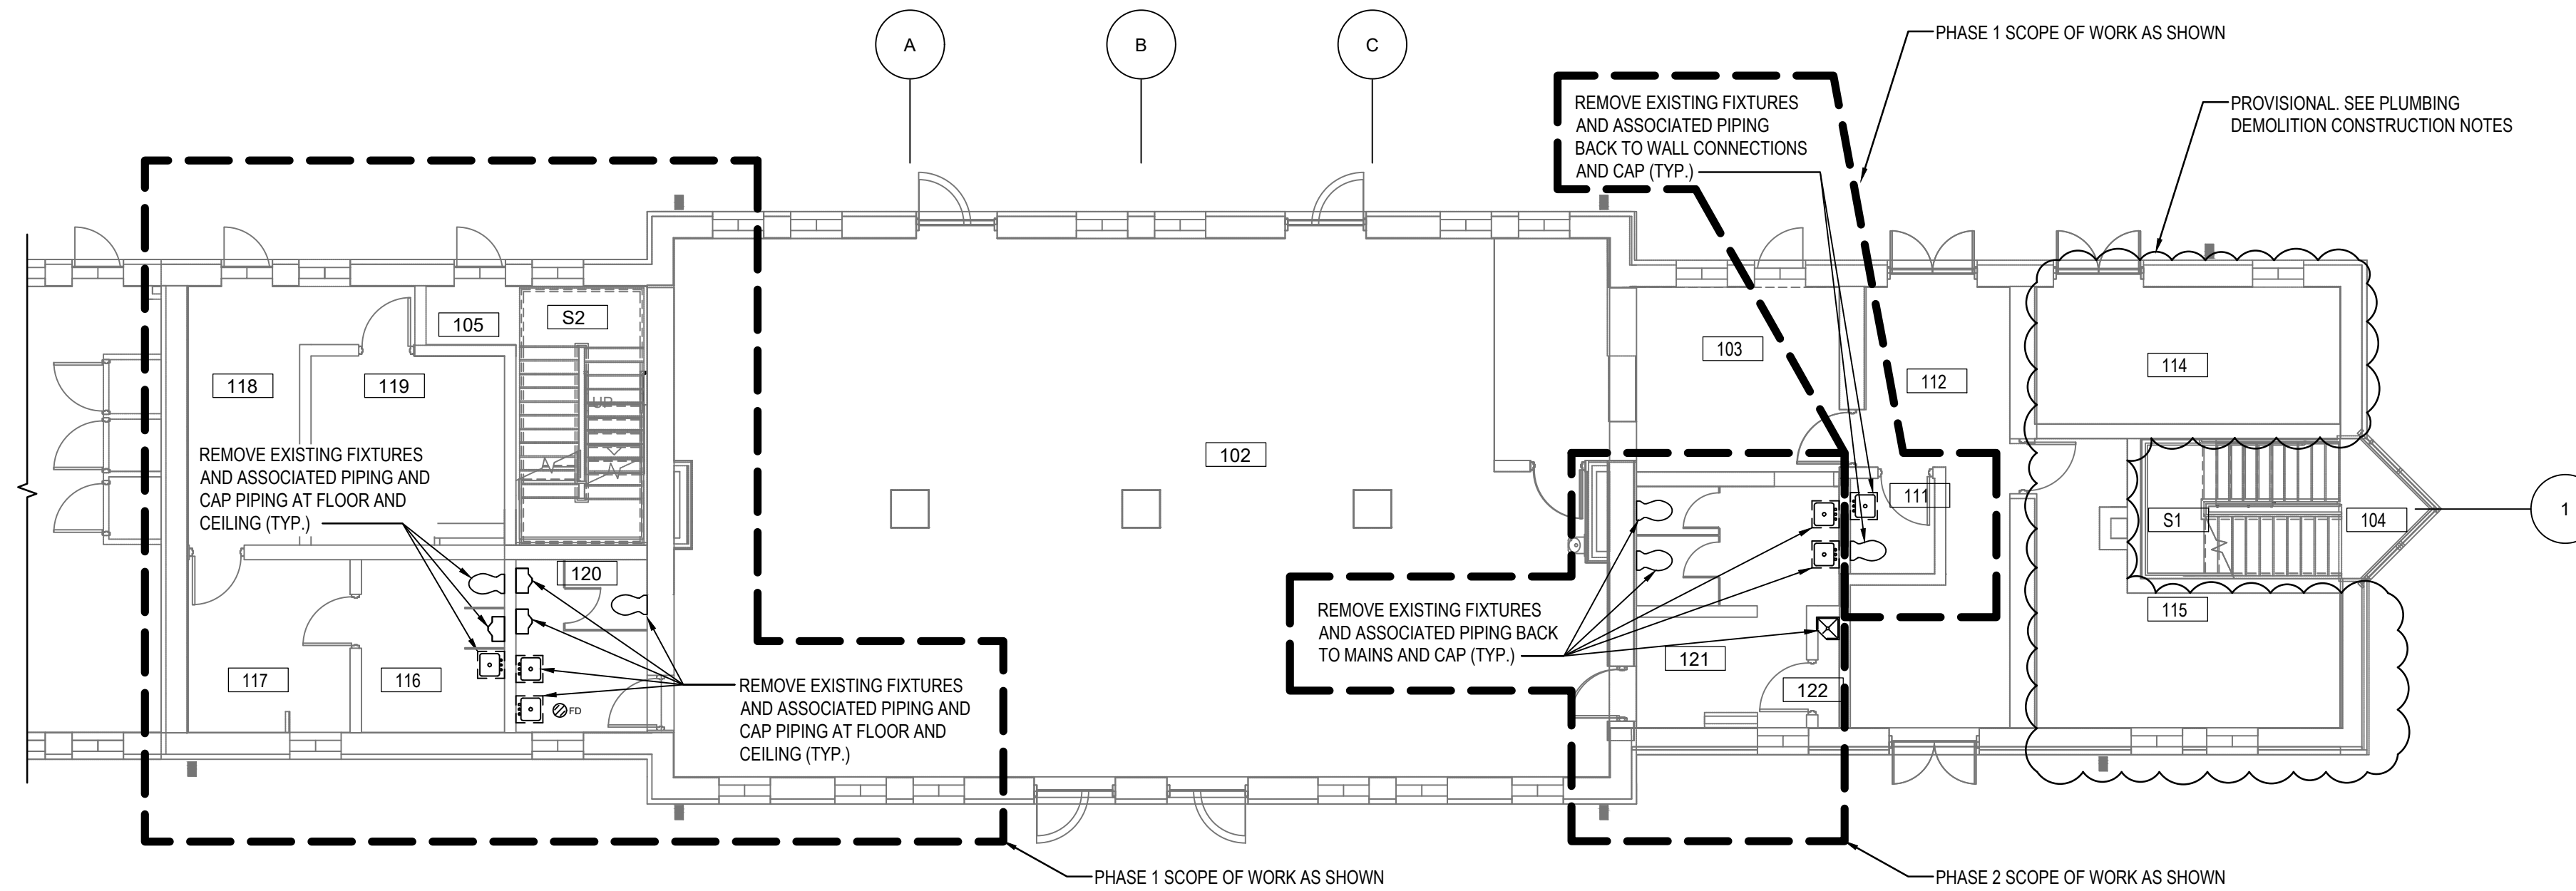 A
B
C
PHASE 1 SCOPE OF WORK AS SHOWN
REMOVE EXISTING FIXTURES
AND ASSOCIATED PIPING
BACK TO WALL CONNECTIONS
AND CAP (TYP.)
PROVISIONAL. SEE PLUMBING
DEMOLITION CONSTRUCTION NOTES
105
S2
118
119
UP
103
112
114
102
REMOVE EXISTING FIXTURES
AND ASSOCIATED PIPING AND
CAP PIPING AT FLOOR AND
CEILING (TYP.)
111
S1
104
1
120
REMOVE EXISTING FIXTURES
AND ASSOCIATED PIPING BACK
TO MAINS AND CAP (TYP.)
115
117
116
FD
REMOVE EXISTING FIXTURES
AND ASSOCIATED PIPING AND
CAP PIPING AT FLOOR AND
CEILING (TYP.)
121
122
PHASE 1 SCOPE OF WORK AS SHOWN
PHASE 2 SCOPE OF WORK AS SHOWN